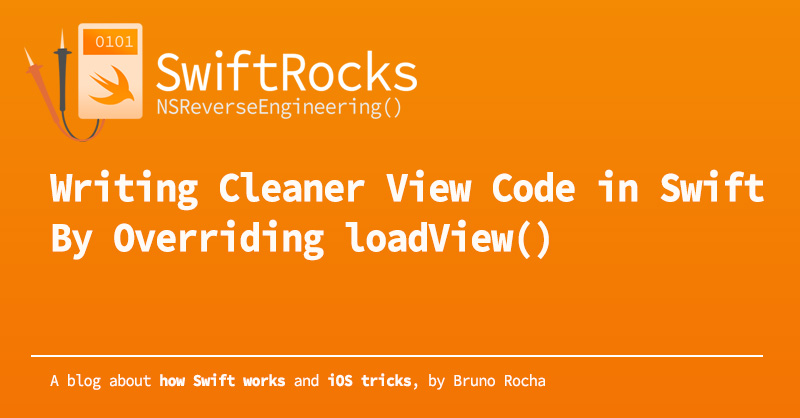 0101
SwiftRocks
NSReverseEngineering()
Writing Cleaner View Code in Swift
By Overriding loadView()
A blog about how Swift works and iOS tricks, by Bruno Rocha